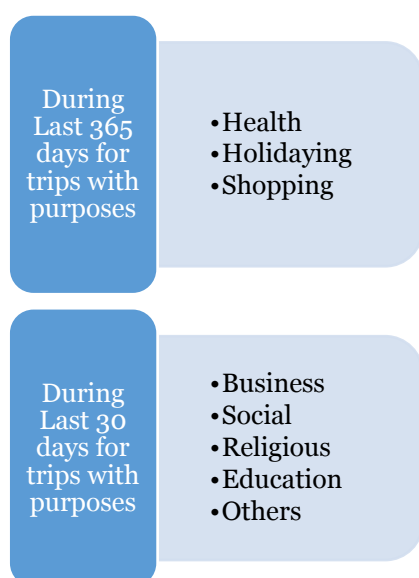 During
Last 365
days for
trips with
purposes
•Health
•Holidaying
•Shopping
During
Last 30
days for
trips with
purposes
•Business
•Social
•Religious
•Education
•Others